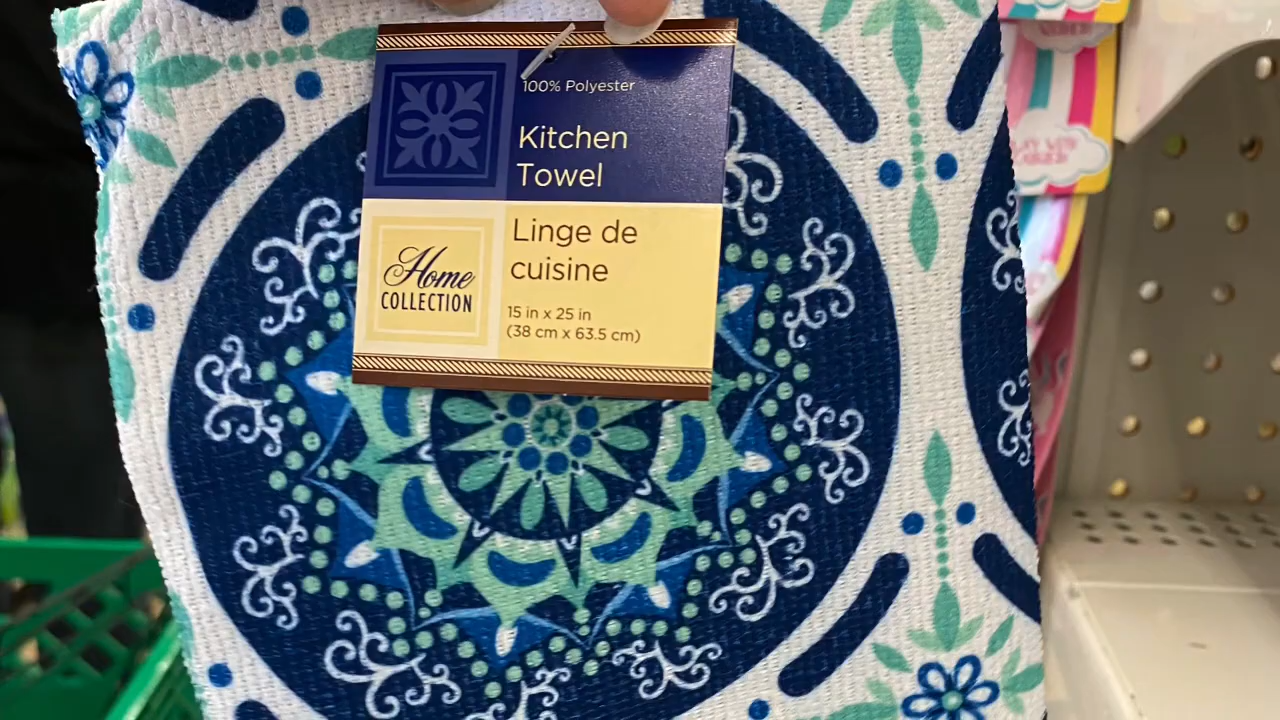 100% Polyester
Kitchen
Towel
Linge de
cuisine
Home
COLLECTION
15 in x 25 in
(38 cm x 63.5 cm)